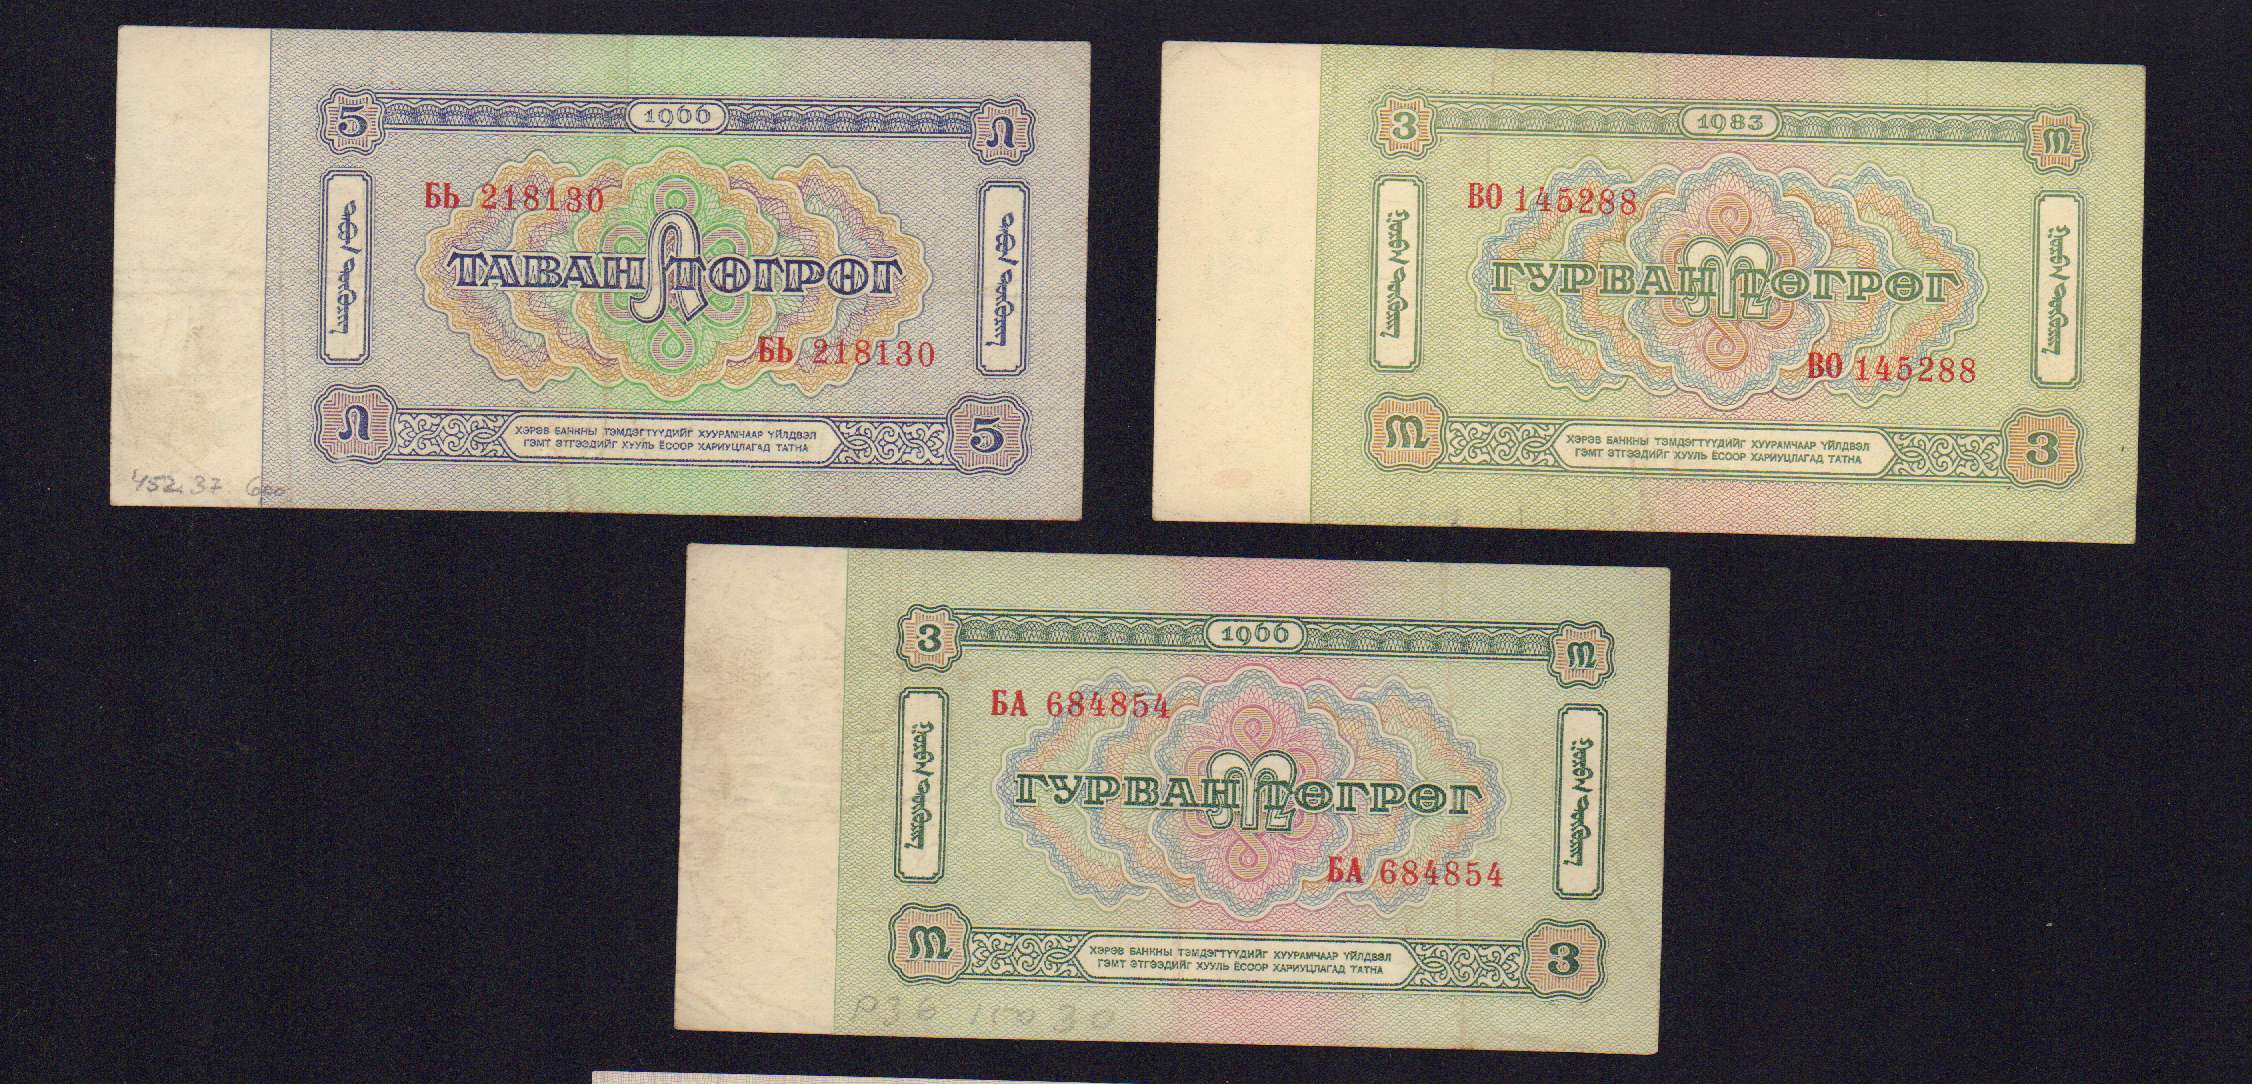 5
1966
БЬ 218130
ТАВАН ТӨГРӨГ
БЬ 218130
5
ХЭРЭВ БАНКНЫ ТЭМДЭГТҮҮДИЙГ ХУУРАМЧААР ҮЙЛДВЭЛ
ГЭМТ ЭТГЭЭДИЙГ ХУУЛЬ ЁСООР ХАРИУЦЛАГАД ТАТНА
452.37
3
1983
ВО 145288
ГУРВАН ТӨГРӨГ
ВО 145288
3
ХЭРЭВ БАНКНЫ ТЭМДЭГТҮҮДИЙГ ХУУРАМЧААР ҮЙЛДВЭЛ
ГЭМТ ЭТГЭЭДИЙГ ХУУЛЬ ЁСООР ХАРИУЦЛАГАД ТАТНА
3
1966
БА 684854
ГУРВАН ТӨГРӨГ
БА 684854
3
ХЭРЭВ БАНКНЫ ТЭМДЭГТҮҮДИЙГ ХУУРАМЧААР ҮЙЛДВЭЛ
ГЭМТ ЭТГЭЭДИЙГ ХУУЛЬ ЁСООР ХАРИУЦЛАГАД ТАТНА
P36